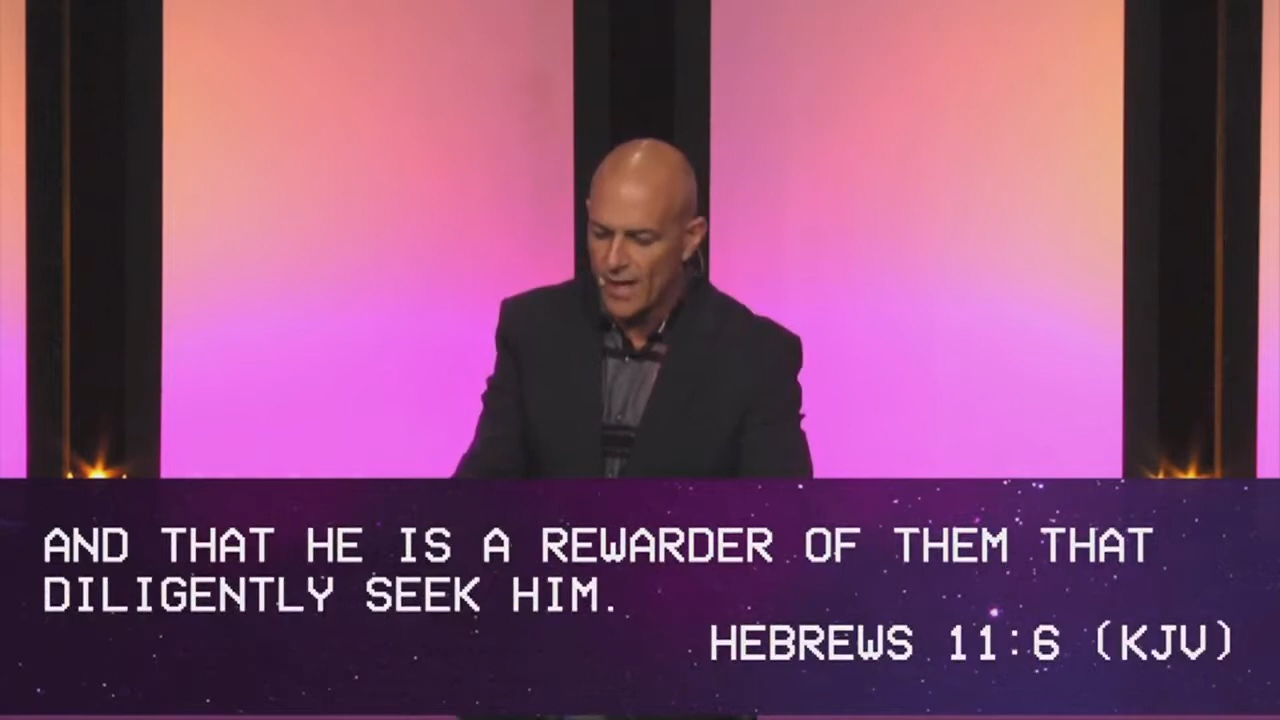 AND THAT HE IS A REWARDER OF THEM THAT
DILIGENTLY SEEK HIM.
HEBREWS 11:6 (KJV)